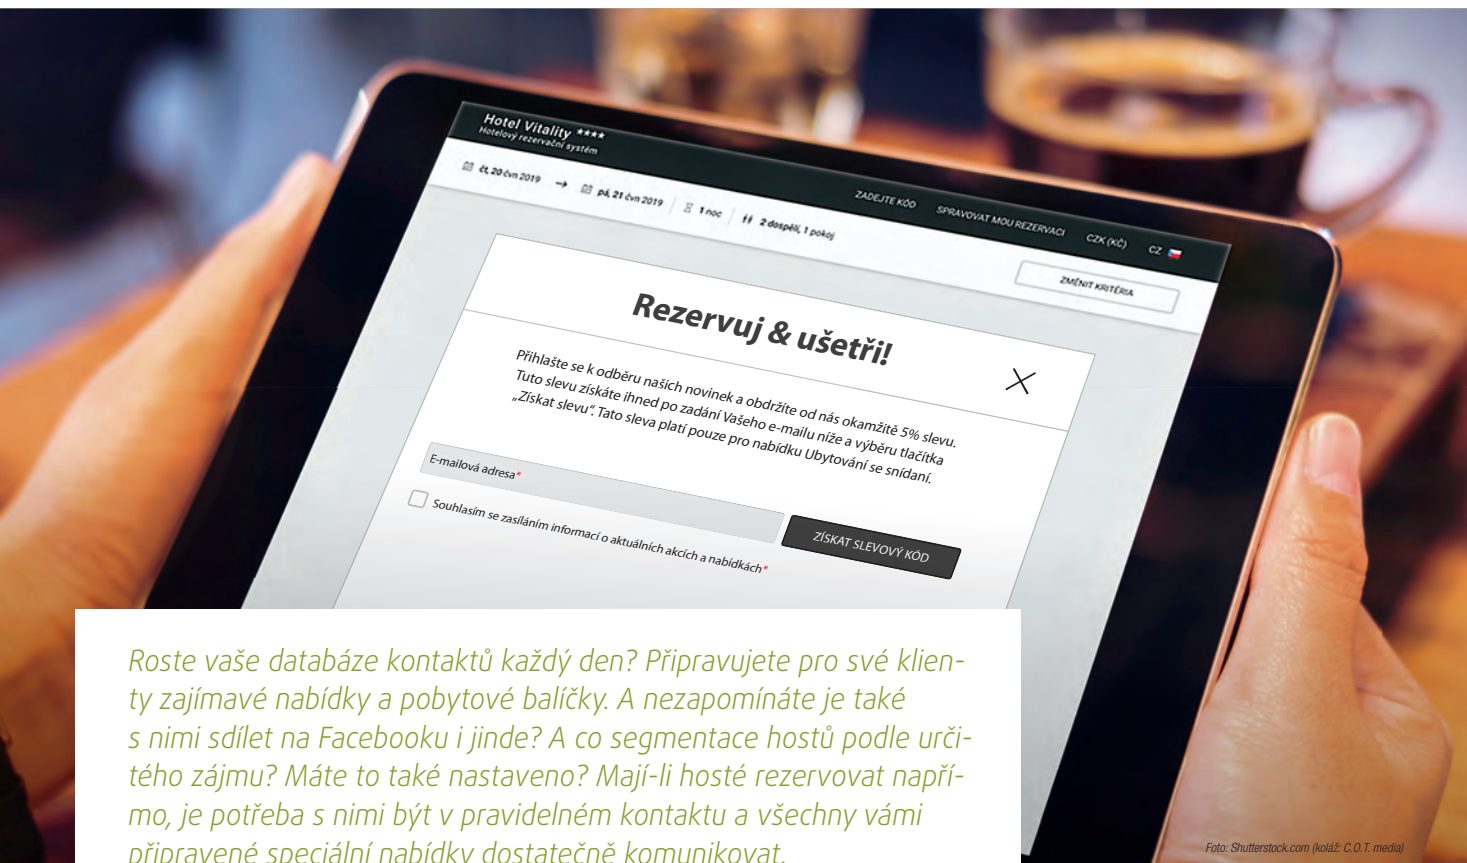 Hotel Vitality ****
Hotelový rezervační systém
ZADEJTE KÓD SPRAVOVAT MOU REZERVACI CZK (KČ) CZ
čt, 20 čvn 2019 → pá, 21 čvn 2019 1 noc 2 dospělí, 1 pokoj
ZMĚNIT KRITÉRIA
Rezervuj & ušetři!
Přihlašte se k odběru našich novinek a obdržíte od nás okamžitě 5% slevu.
Tuto slevu získáte ihned po zadání Vašeho e-mailu níže a výběru tlačítka
„Získat slevu“. Tato sleva platí pouze pro nabídku Ubytování se snídaní.
E-mailová adresa*
ZÍSKAT SLEVOVÝ KÓD
Souhlasím se zasíláním informací o aktuálních akcích a nabídkách*
Roste vaše databáze kontaktů každý den? Připravujete pro své klien-
ty zajímavé nabídky a pobytové balíčky. A nezapomínáte je také
s nimi sdílet na Facebooku i jinde? A co segmentace hostů podle urči-
tého zájmu? Máte to také nastaveno? Mají-li hosté rezervovat napří-
mo, je potřeba s nimi být v pravidelném kontaktu a všechny vámi
připravené speciální nabídky dostatečně komunikovat.
Foto: Shutterstock.com (koláž: C.O.T. media)